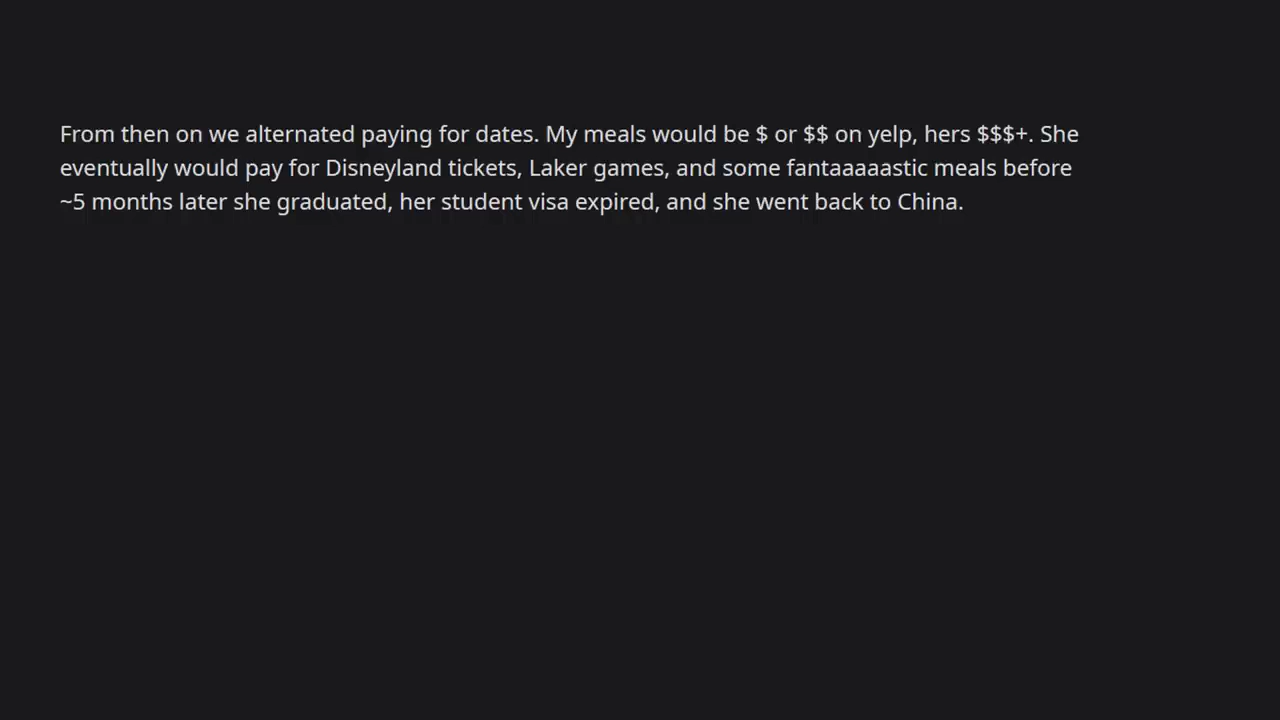 From then on we alternated paying for dates. My meals would be $ or $$ on yelp, hers $$$+. She
eventually would pay for Disneyland tickets, Laker games, and some fantaaaaastic meals before
~5 months later she graduated, her student visa expired, and she went back to China.